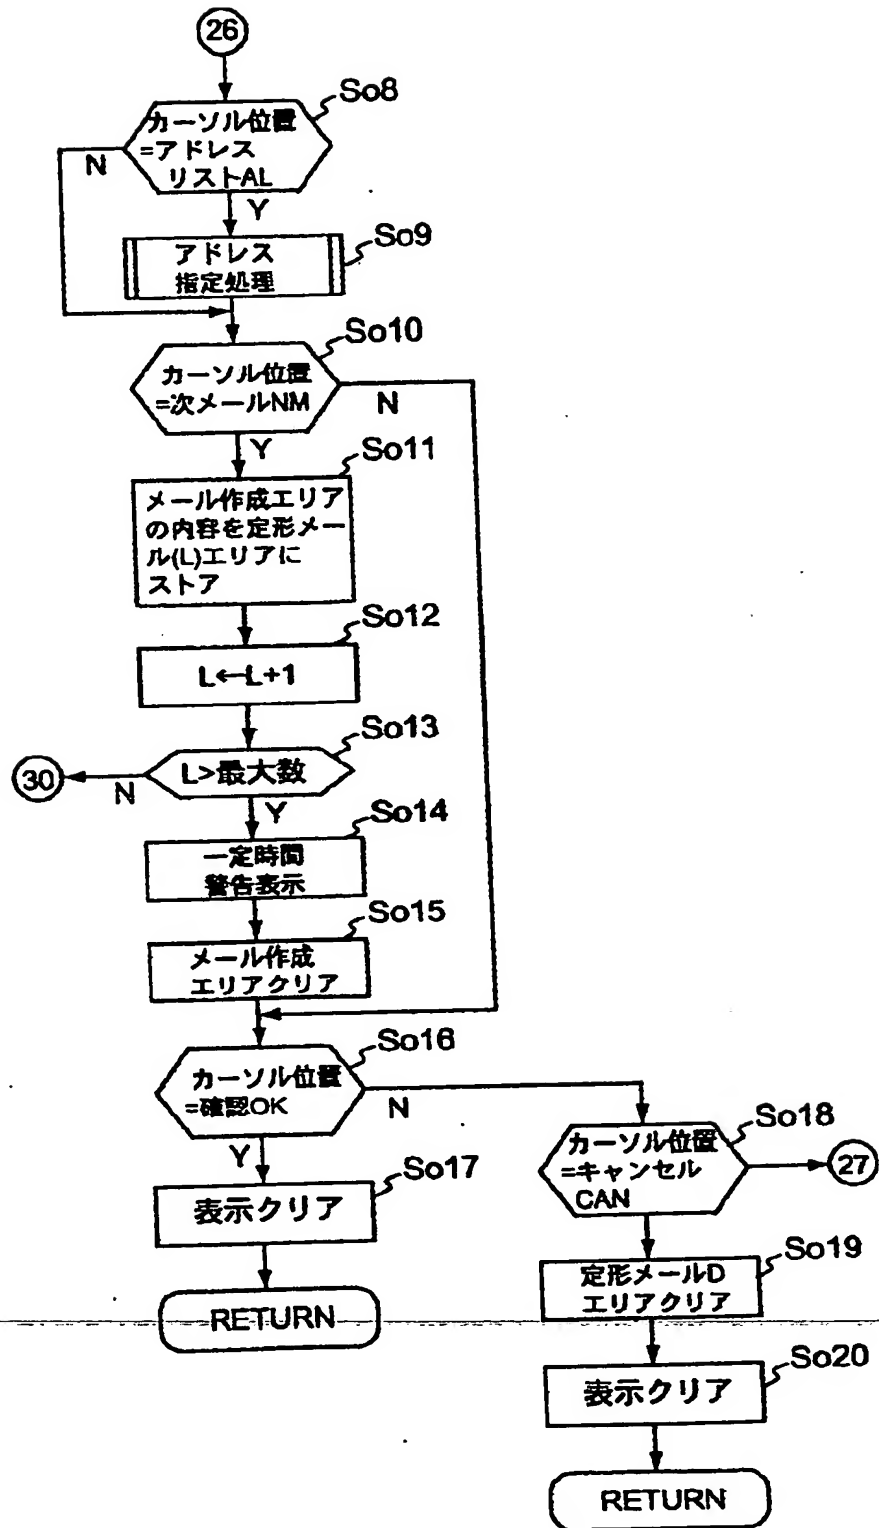 26
So8
カーソル位置
=アドレス
リストAL
N
Y
So9
アドレス
指定処理
So10
カーソル位置
=次メールNM
N
Y
So11
メール作成エリア
の内容を定形メー
ル(L)エリアに
ストア
So12
L←L+1
So13
L>最大数
30
N
Y
So14
一定時間
警告表示
So15
メール作成
エリアクリア
So16
カーソル位置
=確認OK
N
Y
So17
表示クリア
RETURN
So18
カーソル位置
=キャンセル
CAN
27
So19
定形メールD
エリアクリア
So20
表示クリア
RETURN